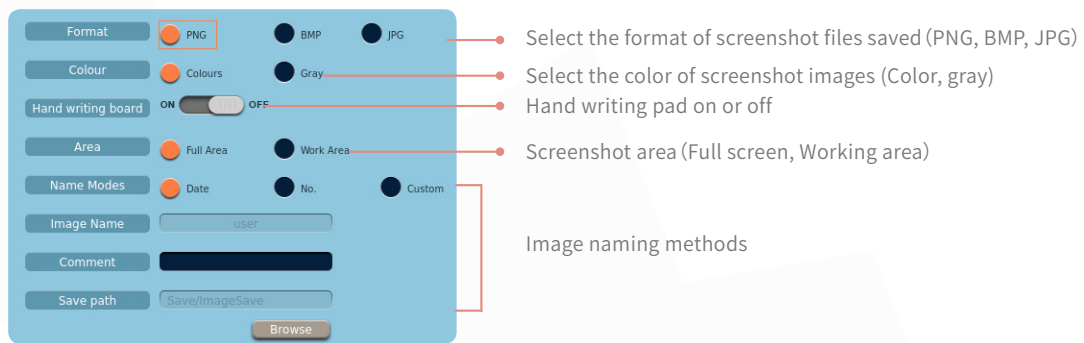 Format PNG BMP JPG Select the format of screenshot files saved (PNG, BMP, JPG)
Colour Colours Gray Select the color of screenshot images (Color, gray)
Hand writing board ON OFF Hand writing pad on or off
Area Full Area Work Area Screenshot area (Full screen, Working area)
Name Modes Date No. Custom
Image Name user
Image naming methods
Comment
Save path Save/ImageSave
Browse